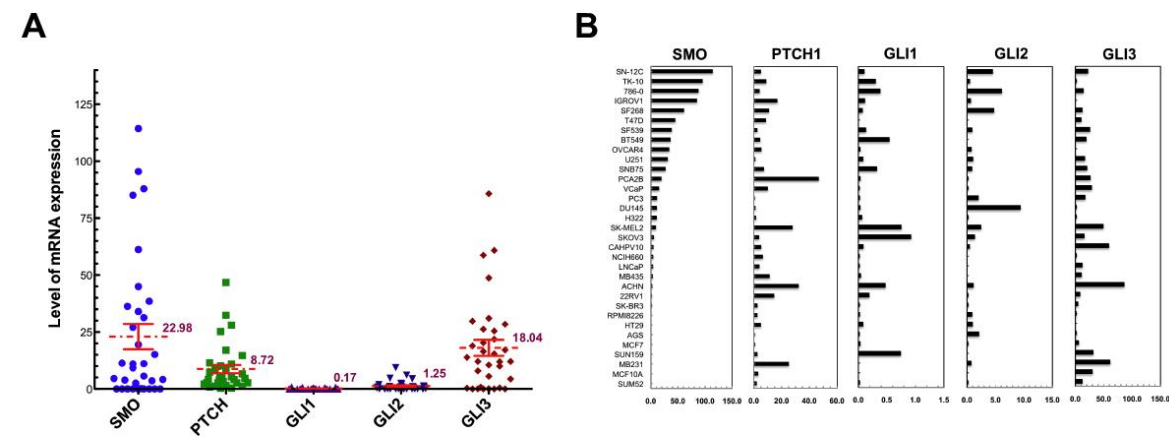 A
B
Level of mRNA expression
125
100
75
50
25
0
22.98
8.72
0.17
1.25
18.04
SMO
PTCH
GLI1
GLI2
GLI3
SMO
PTCH1
GLI1
GLI2
GLI3
SN-12C
TK-10
786-0
IGROV1
SF268
T47D
SF539
BT549
OVCAR4
U251
SNB75
PCA2B
VCaP
PC3
DU145
H322
SK-MEL2
SKOV3
CAHPV10
NCIH660
LNCaP
MB435
ACHN
22RV1
SK-BR3
RPMI8226
HT29
AGS
MCF7
SUN159
MB231
MCF10A
SUM52
0.0 50.0 100.0 150.0
0.0 20.0 40.0 60.0
0.0 0.5 1.0 1.5
0.0 5.0 10.0 15.0
0.0 50.0 100.0 150.0